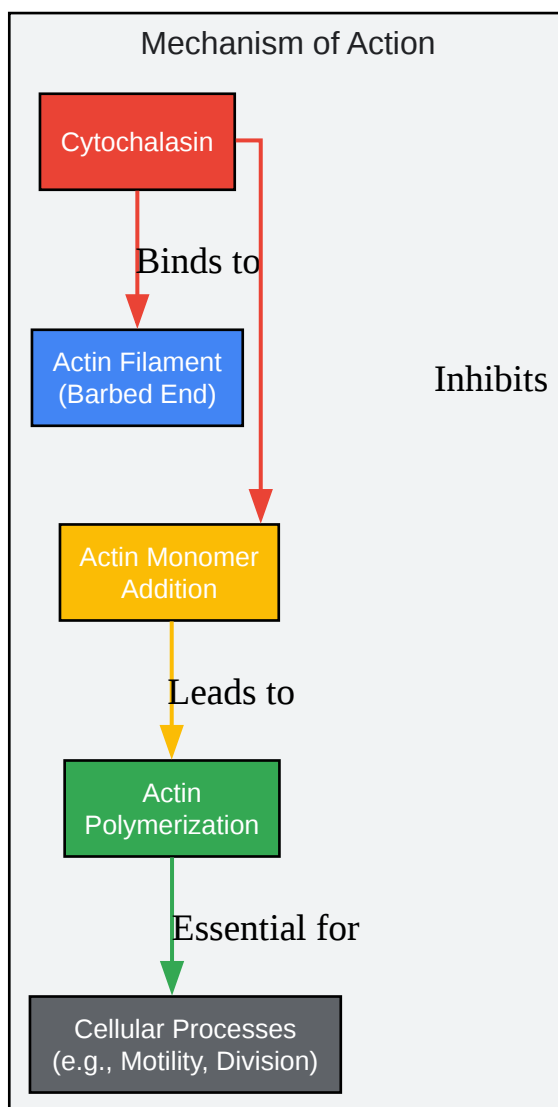 Mechanism of Action
Cytochalasin
Binds to
Actin Filament
(Barbed End)
Inhibits
Actin Monomer
Addition
Leads to
Actin
Polymerization
Essential for
Cellular Processes
(e.g., Motility, Division)